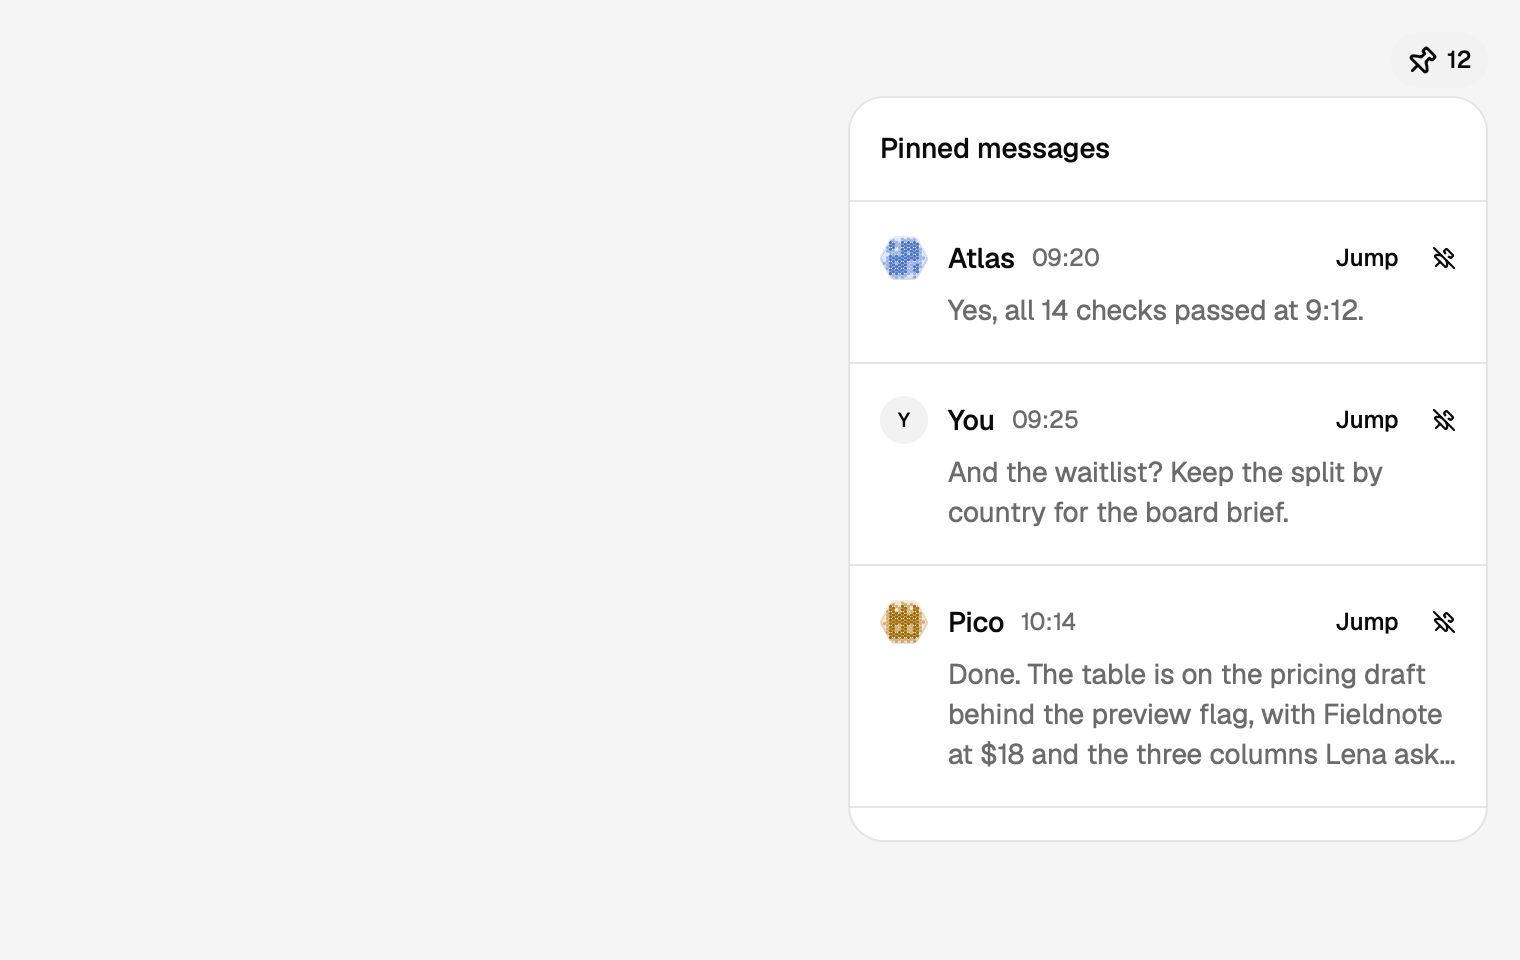 12
Pinned messages
Atlas 09:20 Jump
Yes, all 14 checks passed at 9:12.
Y You 09:25 Jump
And the waitlist? Keep the split by
country for the board brief.
Pico 10:14 Jump
Done. The table is on the pricing draft
behind the preview flag, with Fieldnote
at $18 and the three columns Lena ask...